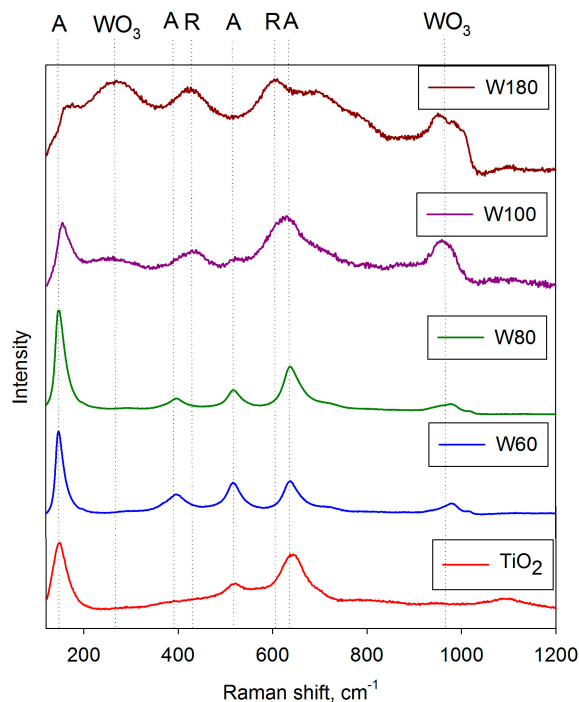 A WO₃ A R A R A WO₃
W180
W100
W80
W60
TiO₂
Intensity
200 400 600 800 1000 1200
Raman shift, cm⁻¹